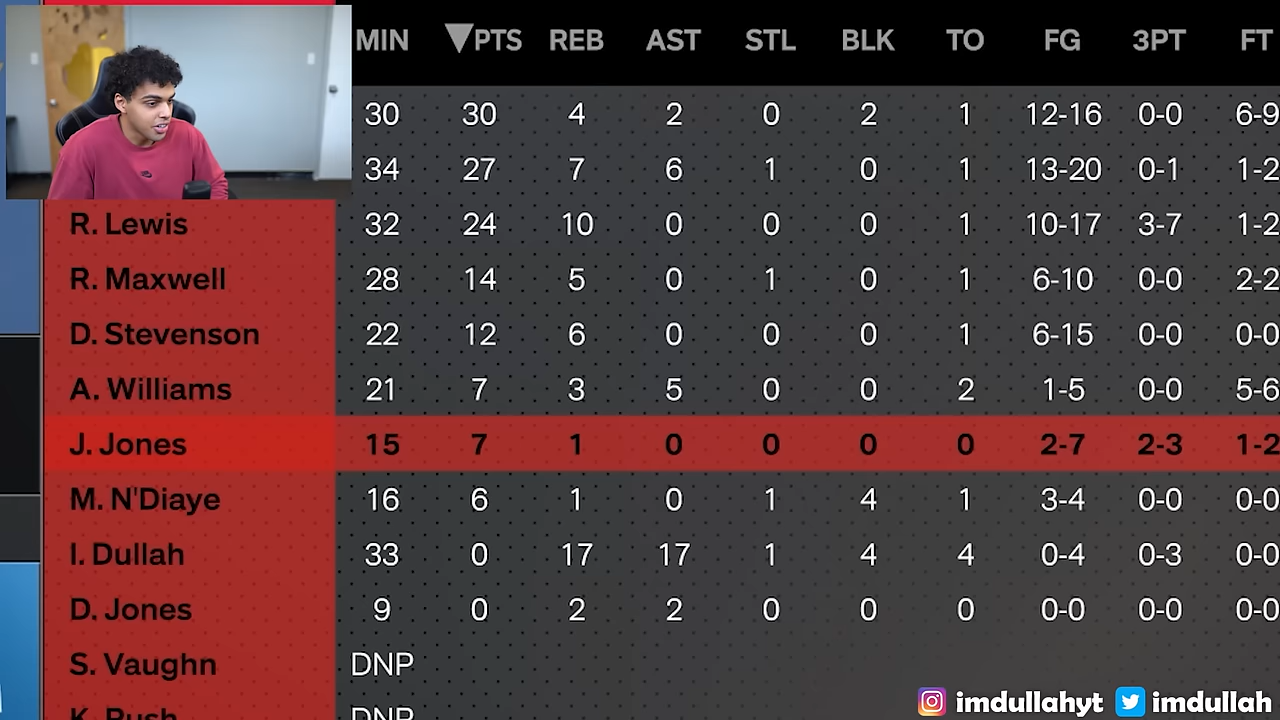 MIN ▼PTS REB AST STL BLK TO FG 3PT FT
30 30 4 2 0 2 1 12-16 0-0 6-9
34 27 7 6 1 0 1 13-20 0-1 1-2
R. Lewis 32 24 10 0 0 0 1 10-17 3-7 1-2
R. Maxwell 28 14 5 0 1 0 1 6-10 0-0 2-2
D. Stevenson 22 12 6 0 0 0 1 6-15 0-0 0-0
A. Williams 21 7 3 5 0 0 2 1-5 0-0 5-6
J. Jones 15 7 1 0 0 0 0 2-7 2-3 1-2
M. N'Diaye 16 6 1 0 1 4 1 3-4 0-0 0-0
I. Dullah 33 0 17 17 1 4 4 0-4 0-3 0-0
D. Jones 9 0 2 2 0 0 0 0-0 0-0 0-0
S. Vaughn DNP
K. Rush DNP
imdullahyt imdullah